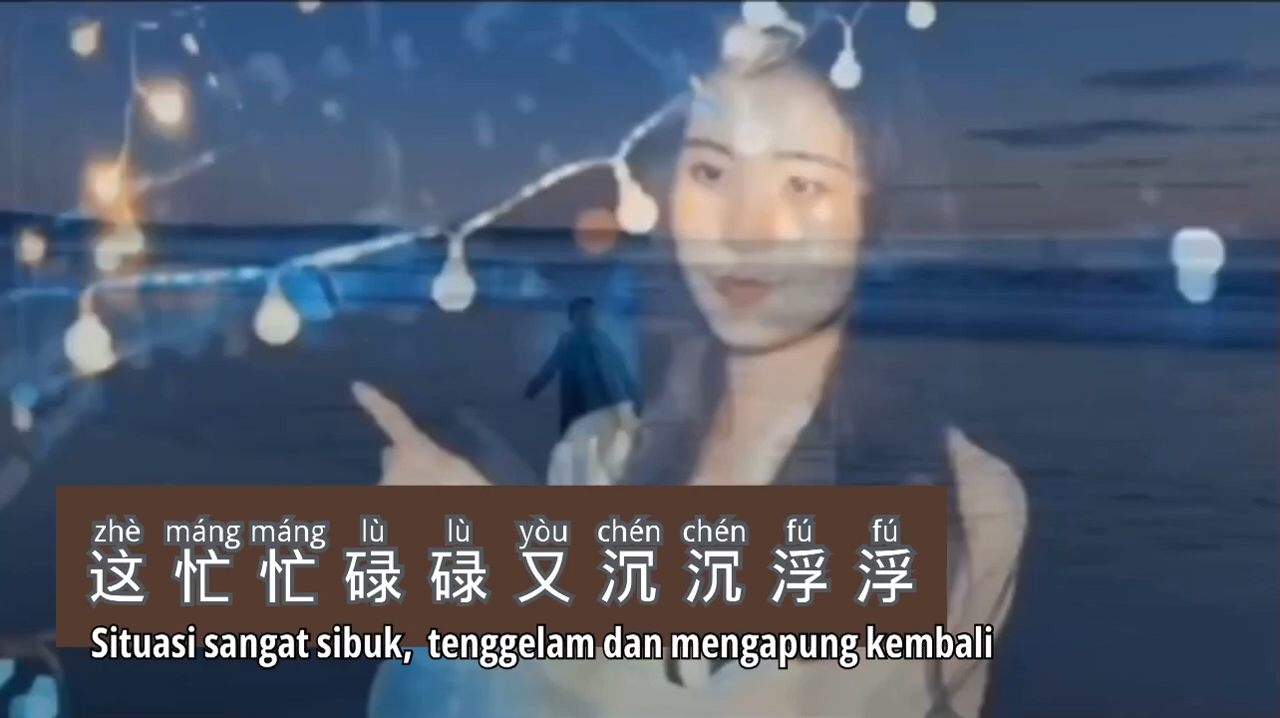 zhè máng máng lù lù yòu chén chén fú fú
这忙忙碌碌又沉沉浮浮
Situasi sangat sibuk, tenggelam dan mengapung kembali